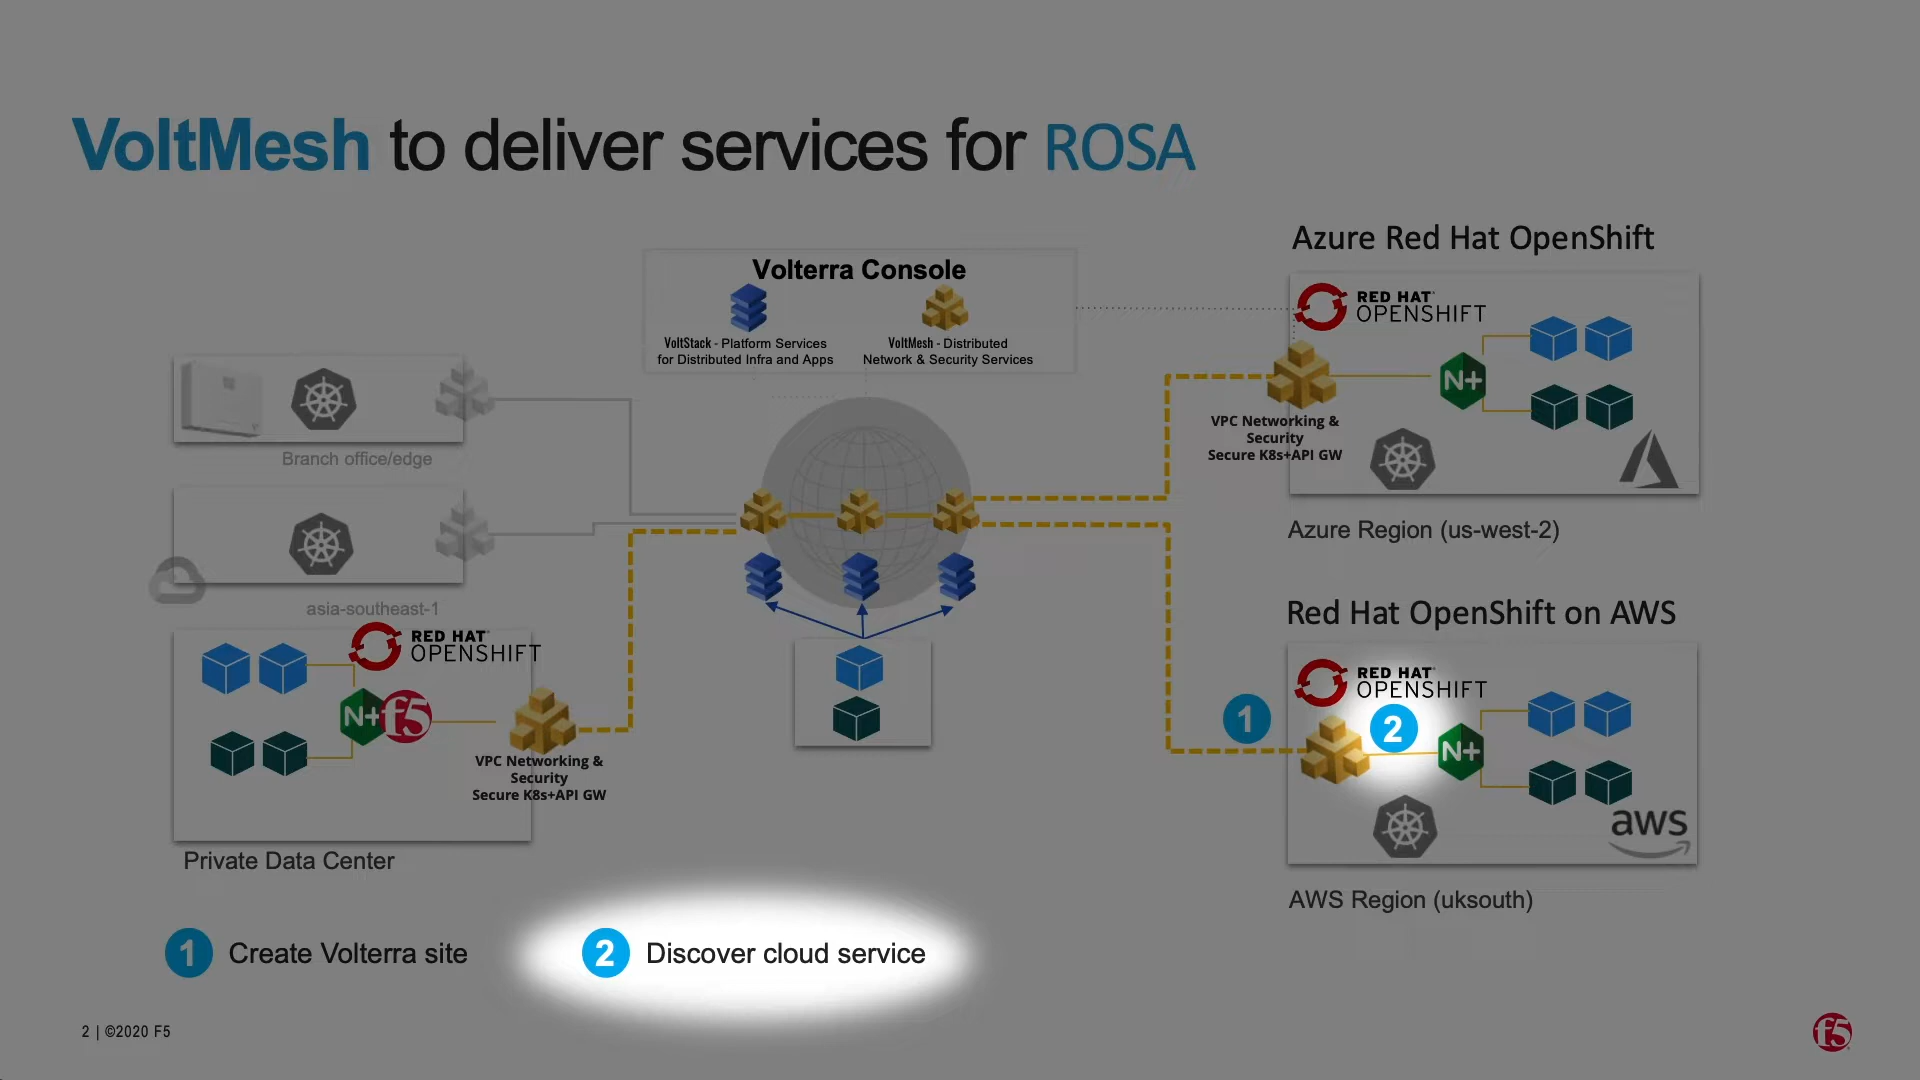 VoltMesh to deliver services for ROSA
Volterra Console
VoltStack - Platform Services
for Distributed Infra and Apps
VoltMesh - Distributed
Network & Security Services
Azure Red Hat OpenShift
RED HAT
OPENSHIFT
N+
VPC Networking &
Security
Secure K8s+API GW
Azure Region (us-west-2)
Branch office/edge
asia-southeast-1
RED HAT
OPENSHIFT
N+
f5
VPC Networking &
Security
Secure K8s+API GW
Private Data Center
Red Hat OpenShift on AWS
RED HAT
OPENSHIFT
1
2
N+
aws
AWS Region (uksouth)
1 Create Volterra site
2 Discover cloud service
2 | ©2020 F5
f5